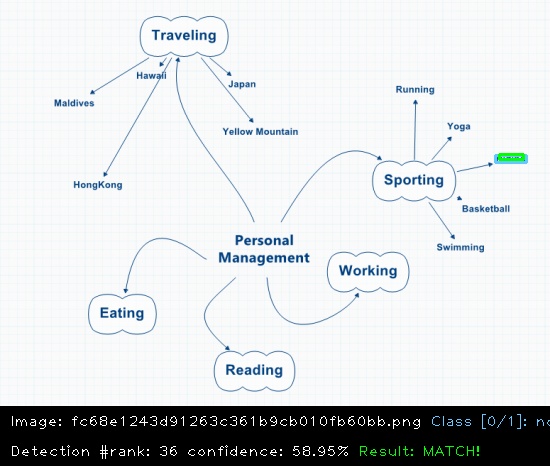 Traveling
Hawaii
Japan
Maldives
Running
Yellow Mountain
Yoga
HongKong
Sporting
Basketball
Personal
Management
Swimming
Working
Eating
Reading
Image: fc68e1243d91263c361b9cb010fb60bb.png Class [0/1]: no
Detection #rank: 36 confidence: 58.95% Result: MATCH!